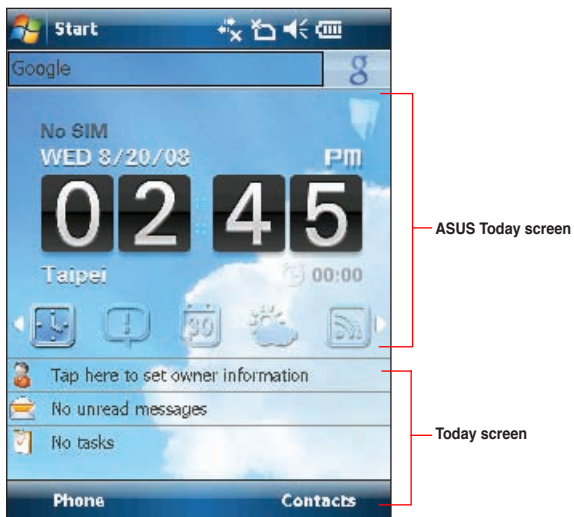 Start
Google
g
No SIM
WED 8/20/08 Pm
02 45
Taipei 00:00
30
Tap here to set owner information
No unread messages
No tasks
Phone Contacts
ASUS Today screen
Today screen